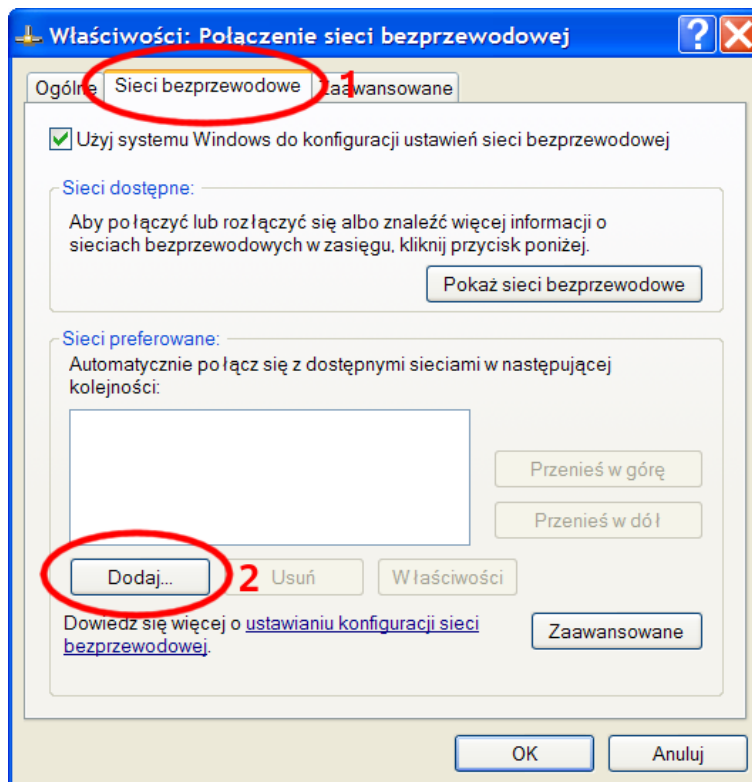 Właściwości: Połączenie sieci bezprzewodowej ?
Ogólne Sieci bezprzewodowe 1 Zaawansowane
Użyj systemu Windows do konfiguracji ustawień sieci bezprzewodowej
Sieci dostępne:
Aby połączyć lub rozłączyć się albo znaleźć więcej informacji o
sieciach bezprzewodowych w zasięgu, kliknij przycisk poniżej.
Pokaż sieci bezprzewodowe
Sieci preferowane:
Automatycznie połącz się z dostępnymi sieciami w następującej
kolejności:
Przenieś w górę
Przenieś w dół
Dodaj... 2 Usuń Właściwości
Dowiedz się więcej o ustawianiu konfiguracji sieci
bezprzewodowej.
Zaawansowane
OK Anuluj